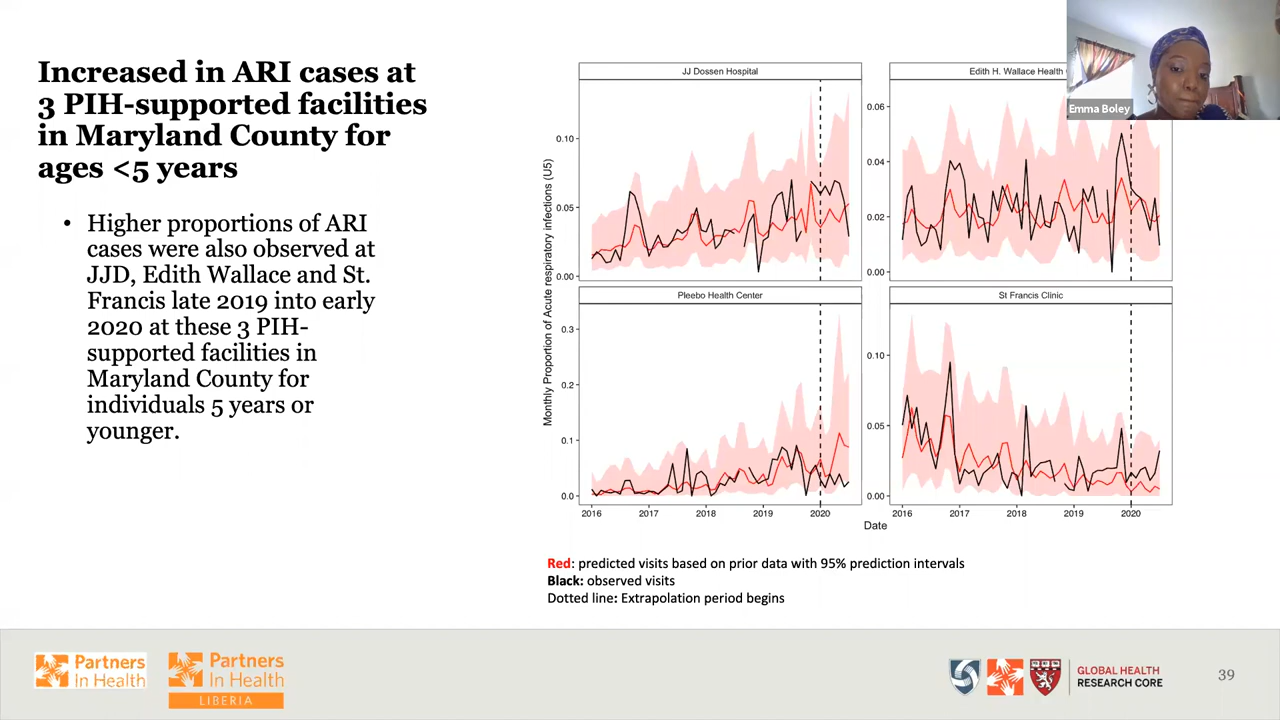 Increased in ARI cases at
3 PIH-supported facilities
in Maryland County for
ages <5 years
• Higher proportions of ARI
cases were also observed at
JJD, Edith Wallace and St.
Francis late 2019 into early
2020 at these 3 PIH-
supported facilities in
Maryland County for
individuals 5 years or
younger.
Monthly Proportion of Acute respiratory infections (U5)
JJ Dossen Hospital
0.10
0.05
0.00
Edith H. Wallace Health
0.06
0.04
0.02
0.00
Pleebo Health Center
0.3
0.2
0.1
0.0
2016 2017 2018 2019 2020
St Francis Clinic
0.10
0.05
0.00
2016 2017 2018 2019 2020
Date
Emma Boley
Red: predicted visits based on prior data with 95% prediction intervals
Black: observed visits
Dotted line: Extrapolation period begins
Partners
In Health
Partners
In Health
LIBERIA
GLOBAL HEALTH
RESEARCH CORE
39